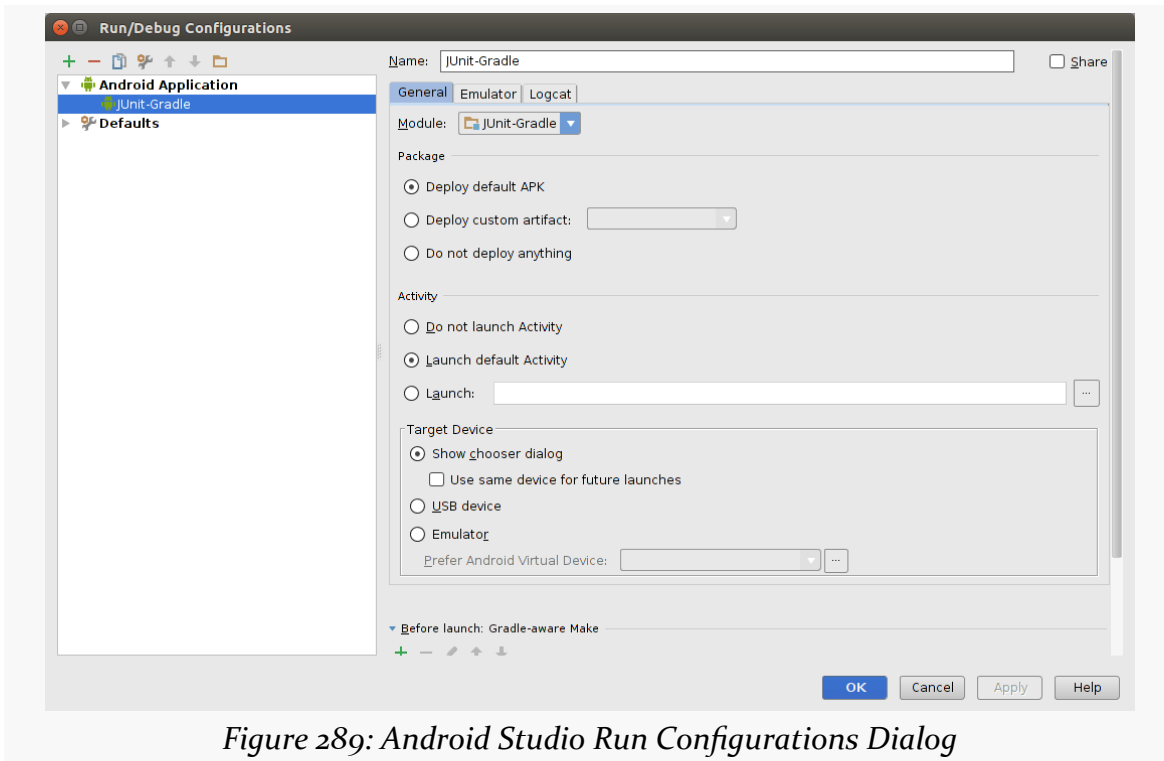 Run/Debug Configurations
Name: JUnit-Gradle
Share
Android Application
JUnit-Gradle
Defaults
General Emulator Logcat
Module: JUnit-Gradle
Package
Deploy default APK
Deploy custom artifact:
Do not deploy anything
Activity
Do not launch Activity
Launch default Activity
Launch: ...
Target Device
Show chooser dialog
Use same device for future launches
USB device
Emulator
Prefer Android Virtual Device: ...
Before launch: Gradle-aware Make
OK Cancel Apply Help
Figure 289: Android Studio Run Configurations Dialog